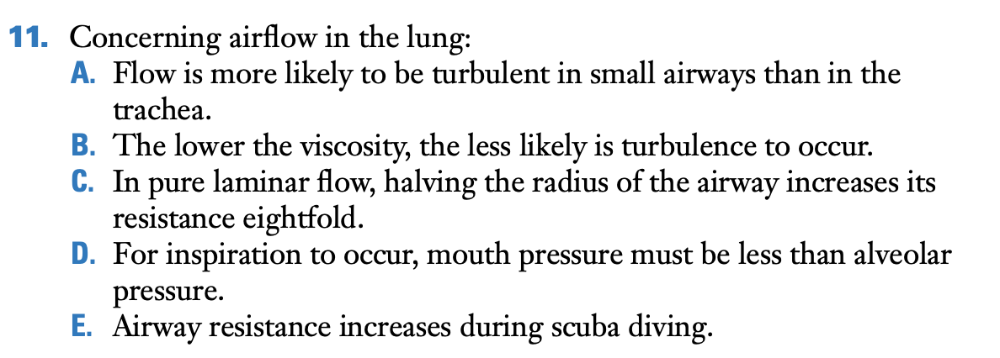 11. Concerning airflow in the lung:
A. Flow is more likely to be turbulent in small airways than in the
trachea.
B. The lower the viscosity, the less likely is turbulence to occur.
C. In pure laminar flow, halving the radius of the airway increases its
resistance eightfold.
D. For inspiration to occur, mouth pressure must be less than alveolar
pressure.
E. Airway resistance increases during scuba diving.